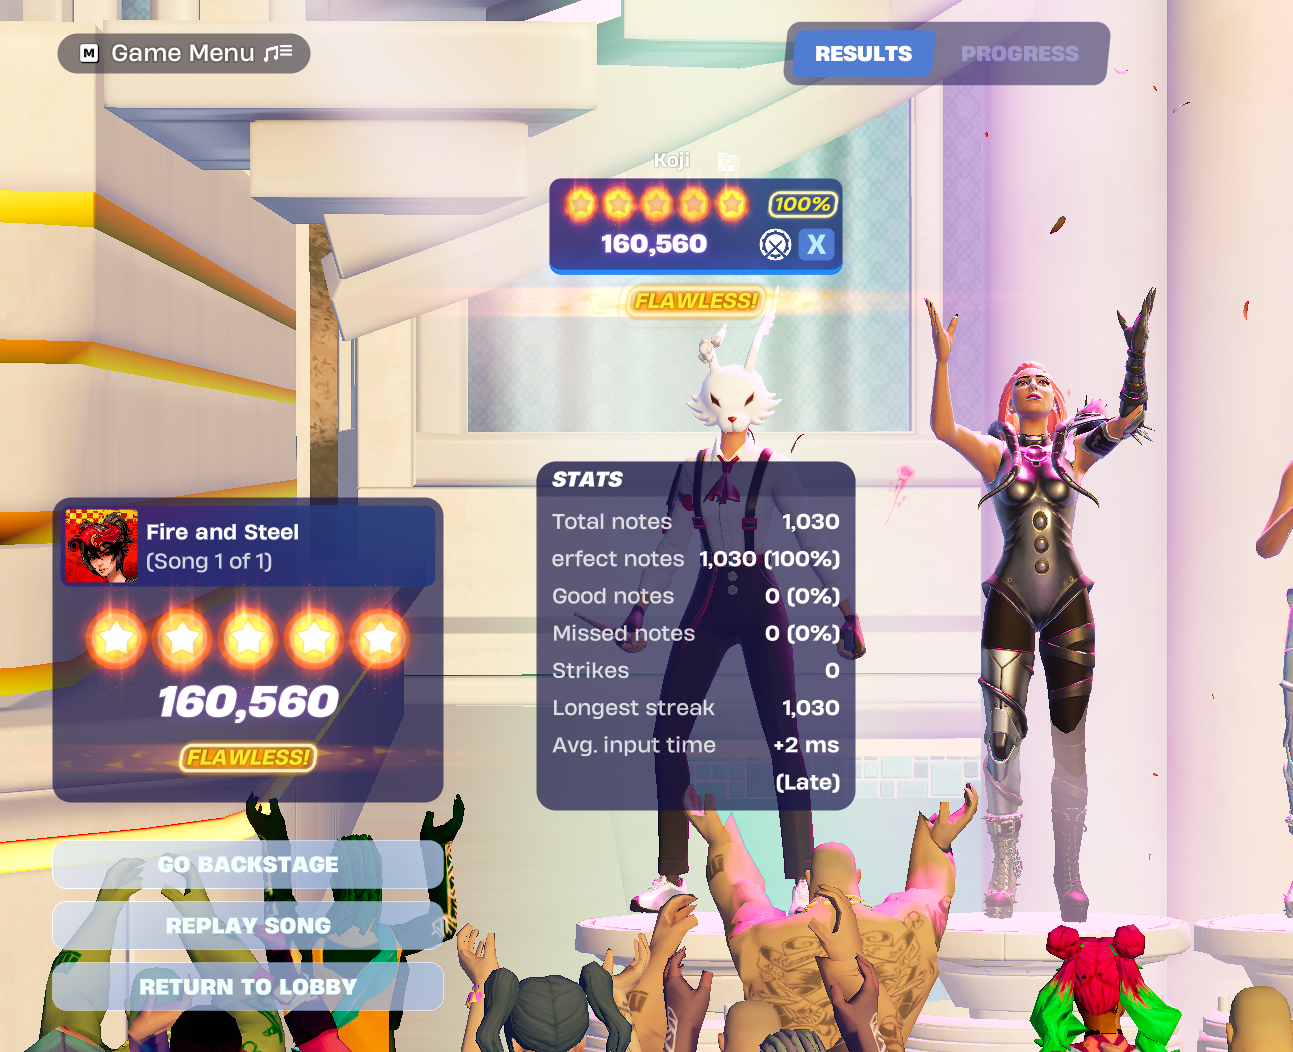 M Game Menu
RESULTS PROGRESS
Koji
100%
160,560
X
FLAWLESS!
STATS
Total notes 1,030
erfect notes 1,030 (100%)
Good notes 0 (0%)
Missed notes 0 (0%)
Strikes 0
Longest streak 1,030
Avg. input time +2 ms
(Late)
Fire and Steel
(Song 1 of 1)
160,560
FLAWLESS!
GO BACKSTAGE
REPLAY SONG
RETURN TO LOBBY